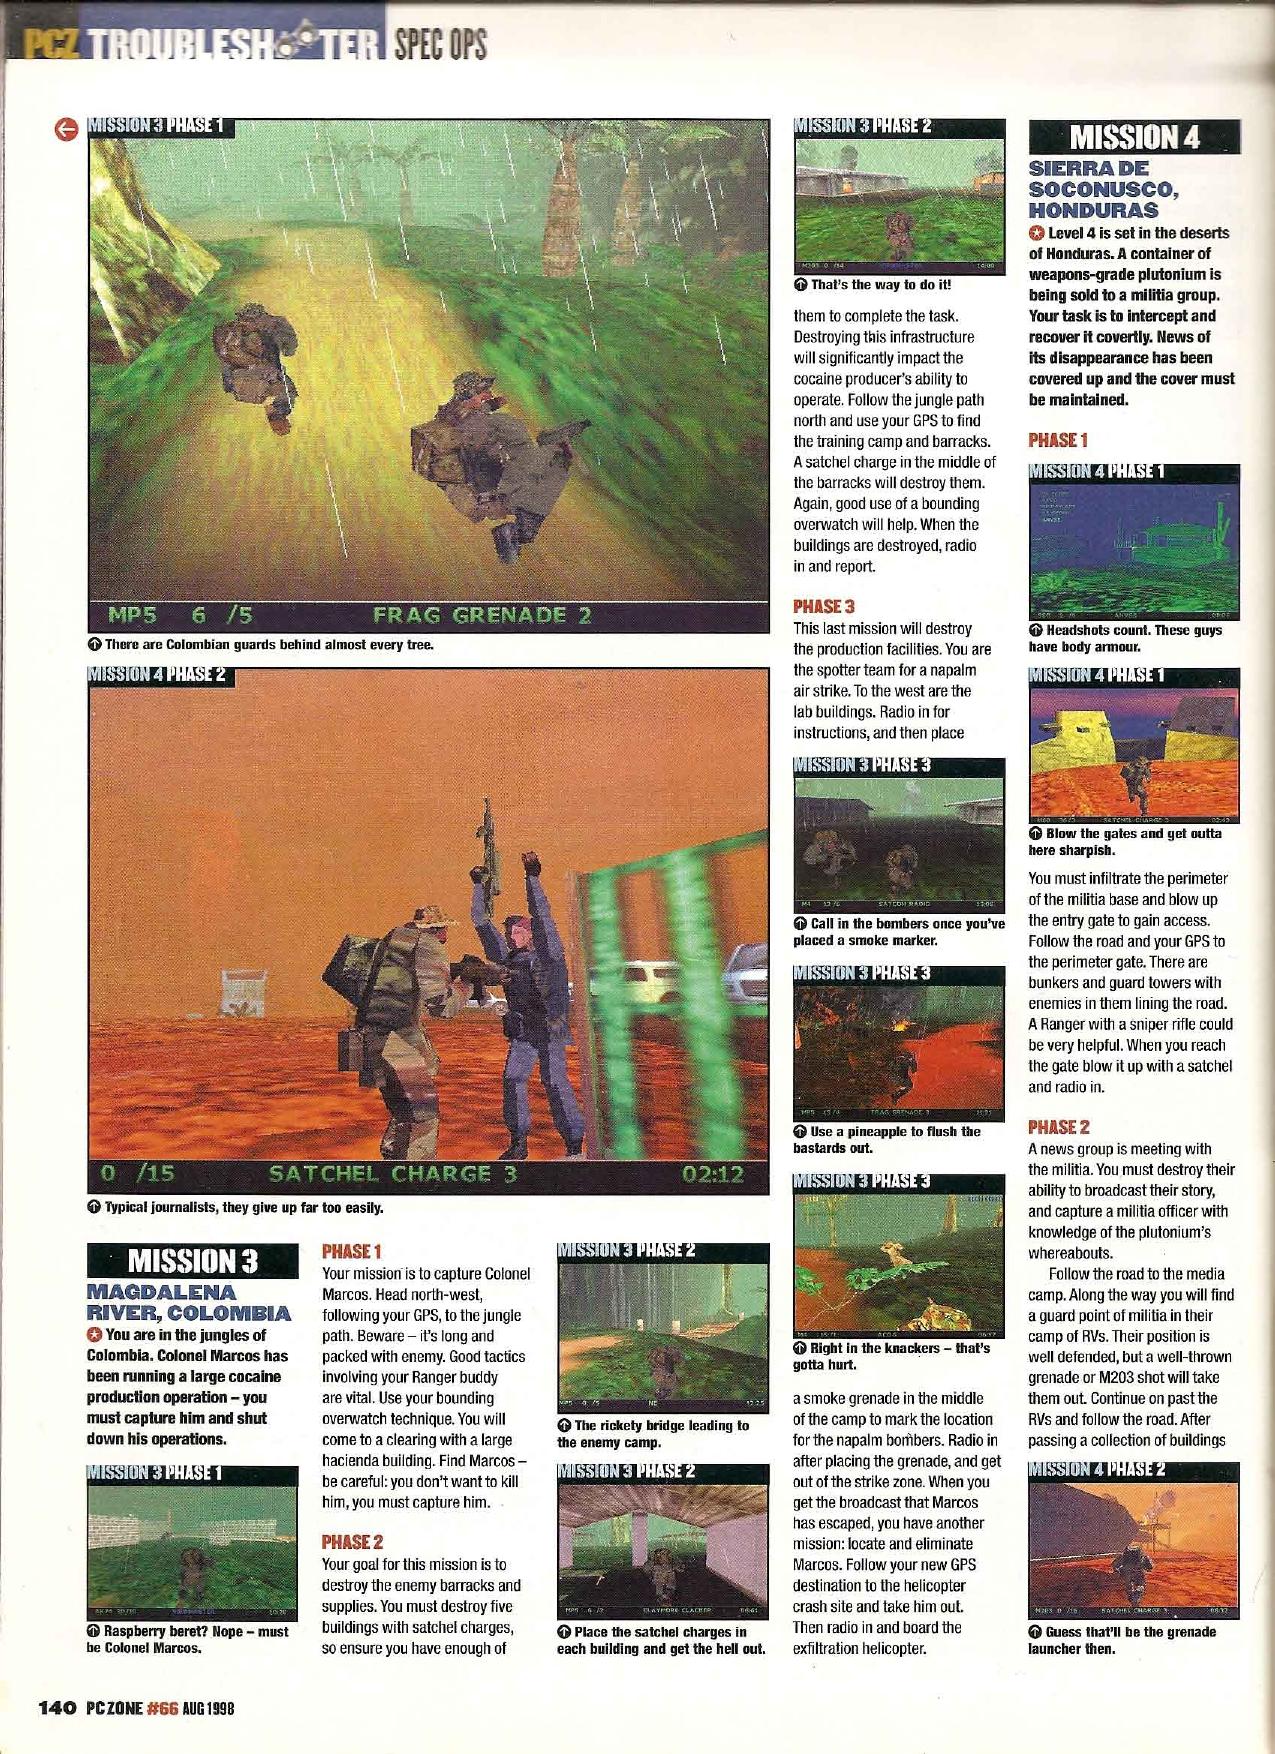 PCZ TROUBLESHOOTER SPEC OPS
MISSION 3 PHASE 1
MP5 6 /5 FRAG GRENADE 2
There are Colombian guards behind almost every tree.
MISSION 4 PHASE 2
0 /15 SATCHEL CHARGE 3 02:12
Typical journalists, they give up far too easily.
MISSION 3
MAGDALENA
RIVER, COLOMBIA
You are in the jungles of
Colombia. Colonel Marcos has
been running a large cocaine
production operation – you
must capture him and shut
down his operations.
MISSION 3 PHASE 1
Raspberry beret? Nope – must
be Colonel Marcos.
PHASE 1
Your mission is to capture Colonel
Marcos. Head north-west,
following your GPS, to the jungle
path. Beware – it's long and
packed with enemy. Good tactics
involving your Ranger buddy
are vital. Use your bounding
overwatch technique. You will
come to a clearing with a large
hacienda building. Find Marcos –
be careful: you don't want to kill
him, you must capture him.
PHASE 2
Your goal for this mission is to
destroy the enemy barracks and
supplies. You must destroy five
buildings with satchel charges,
so ensure you have enough of
MISSION 3 PHASE 2
The rickety bridge leading to
the enemy camp.
MISSION 3 PHASE 2
CLAYMORE CLACKER
Place the satchel charges in
each building and get the hell out.
MISSION 3 PHASE 2
That's the way to do it!
them to complete the task.
Destroying this infrastructure
will significantly impact the
cocaine producer's ability to
operate. Follow the jungle path
north and use your GPS to find
the training camp and barracks.
A satchel charge in the middle of
the barracks will destroy them.
Again, good use of a bounding
overwatch will help. When the
buildings are destroyed, radio
in and report.
PHASE 3
This last mission will destroy
the production facilities. You are
the spotter team for a napalm
air strike. To the west are the
lab buildings. Radio in for
instructions, and then place
MISSION 3 PHASE 3
SATCOM RADIO
Call in the bombers once you've
placed a smoke marker.
MISSION 3 PHASE 3
FRAG GRENADE 3
Use a pineapple to flush the
bastards out.
MISSION 3 PHASE 3
Right in the knackers – that's
gotta hurt.
a smoke grenade in the middle
of the camp to mark the location
for the napalm bombers. Radio in
after placing the grenade, and get
out of the strike zone. When you
get the broadcast that Marcos
has escaped, you have another
mission: locate and eliminate
Marcos. Follow your new GPS
destination to the helicopter
crash site and take him out.
Then radio in and board the
exfiltration helicopter.
MISSION 4
SIERRA DE
SOCONUSCO,
HONDURAS
Level 4 is set in the deserts
of Honduras. A container of
weapons-grade plutonium is
being sold to a militia group.
Your task is to intercept and
recover it covertly. News of
its disappearance has been
covered up and the cover must
be maintained.
PHASE 1
MISSION 4 PHASE 1
Headshots count. These guys
have body armour.
MISSION 4 PHASE 1
SATCHEL CHARGE 3
Blow the gates and get outta
here sharpish.
You must infiltrate the perimeter
of the militia base and blow up
the entry gate to gain access.
Follow the road and your GPS to
the perimeter gate. There are
bunkers and guard towers with
enemies in them lining the road.
A Ranger with a sniper rifle could
be very helpful. When you reach
the gate blow it up with a satchel
and radio in.
PHASE 2
A news group is meeting with
the militia. You must destroy their
ability to broadcast their story,
and capture a militia officer with
knowledge of the plutonium's
whereabouts.
Follow the road to the media
camp. Along the way you will find
a guard point of militia in their
camp of RVs. Their position is
well defended, but a well-thrown
grenade or M203 shot will take
them out. Continue on past the
RVs and follow the road. After
passing a collection of buildings
MISSION 4 PHASE 2
SATCHEL CHARGE 3
Guess that'll be the grenade
launcher then.
140 PC ZONE #66 AUG 1998